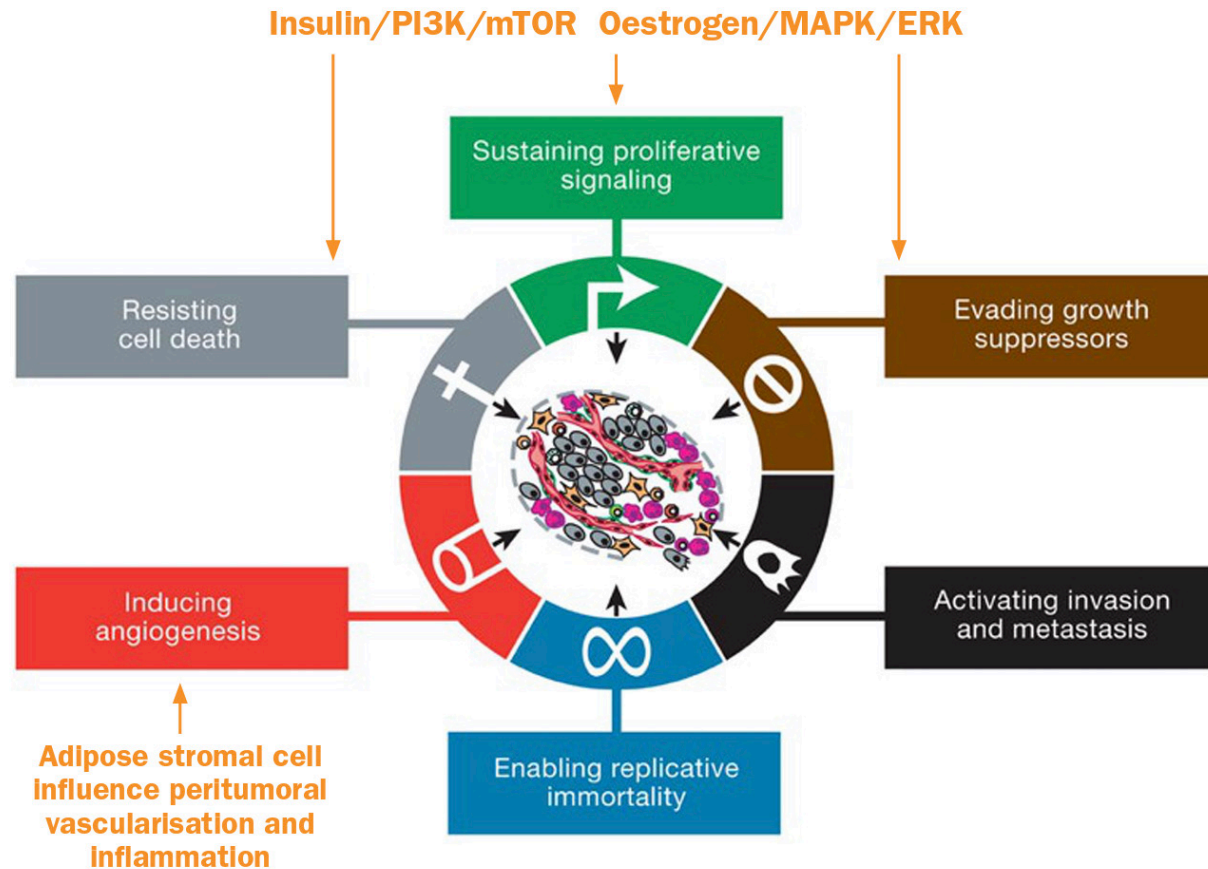 Insulin/PI3K/mTOR Oestrogen/MAPK/ERK
Sustaining proliferative
signaling
Resisting
cell death
Evading growth
suppressors
Inducing
angiogenesis
Activating invasion
and metastasis
Adipose stromal cell
influence peritumoral
vascularisation and
inflammation
Enabling replicative
immortality